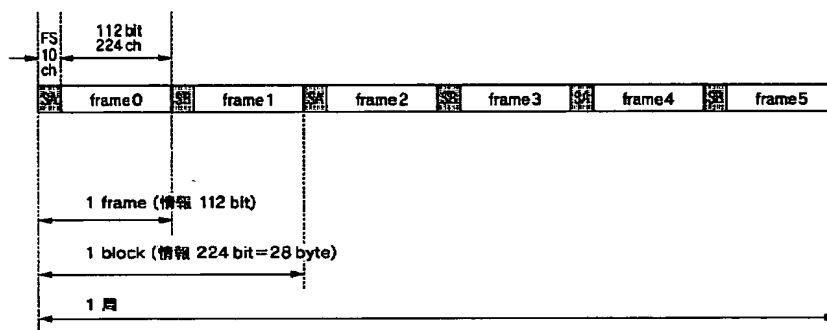 FS
10
ch
112 bit
224 ch
SA frame0 SB frame1 SA frame2 SB frame3 SA frame4 SB frame5
1 frame (情報 112 bit)
1 block (情報 224 bit=28 byte)
1 周